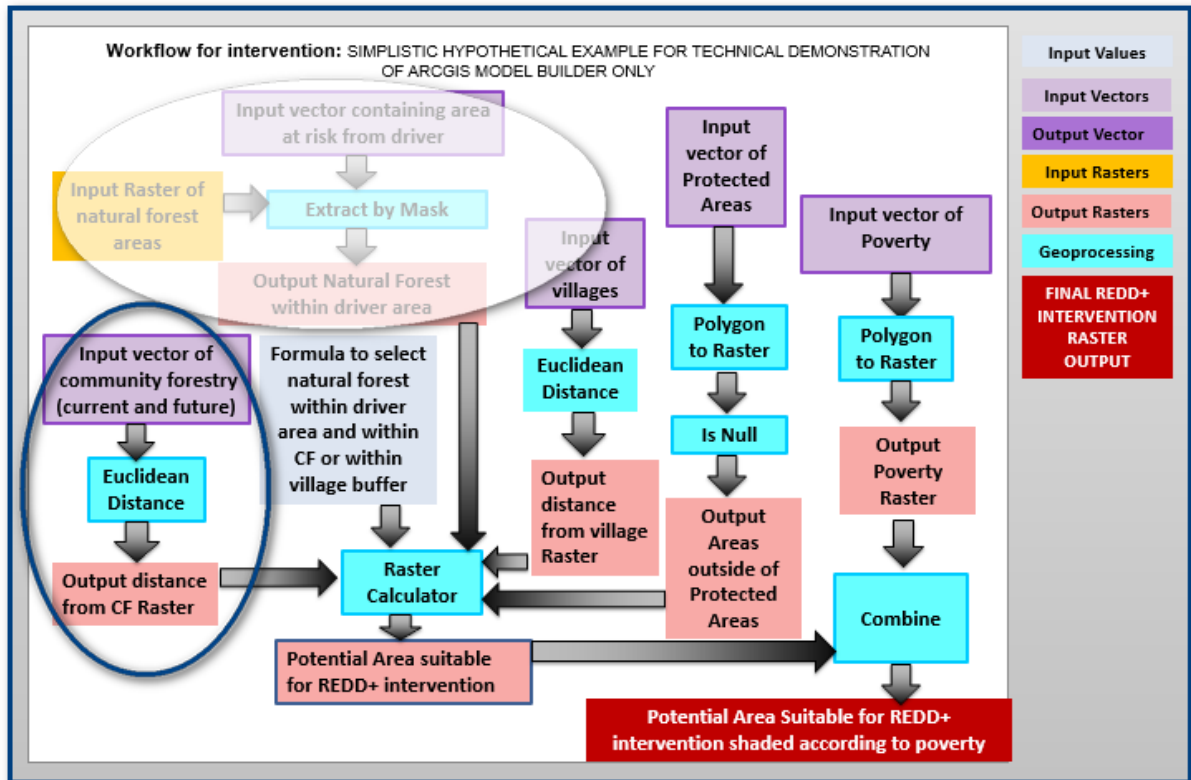 Workflow for intervention: SIMPLISTIC HYPOTHETICAL EXAMPLE FOR TECHNICAL DEMONSTRATION
OF ARCGIS MODEL BUILDER ONLY
Input vector containing area
at risk from driver
Input Raster of
natural forest
areas
Extract by Mask
Output Natural Forest
within driver area
Input vector of
community forestry
(current and future)
Euclidean
Distance
Output distance
from CF Raster
Formula to select
natural forest
within driver
area and within
CF or within
village buffer
Raster
Calculator
Potential Area suitable
for REDD+ intervention
Input
vector of
villages
Euclidean
Distance
Output
distance
from village
Raster
Input
vector of
Protected
Areas
Polygon
to Raster
Is Null
Output
Areas
outside of
Protected
Areas
Input vector of
Poverty
Polygon
to Raster
Output
Poverty
Raster
Combine
Potential Area Suitable for REDD+
intervention shaded according to poverty
Input Values
Input Vectors
Output Vector
Input Rasters
Output Rasters
Geoprocessing
FINAL REDD+
INTERVENTION
RASTER
OUTPUT